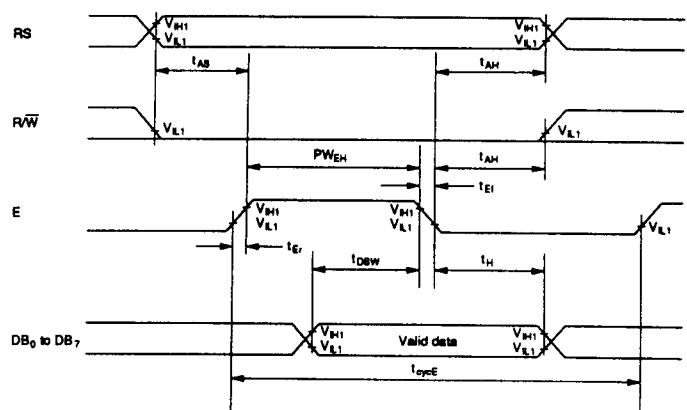 RS
VIH1
VIL1
VIH1
VIL1
tAS
tAH
R/W̅
VIL1
VIL1
PWEH
tAH
tEf
E
VIH1
VIL1
VIH1
VIL1
VIL1
tEr
tDSW
tH
DB0 to DB7
VIH1
VIL1
Valid data
VIH1
VIL1
tcycE